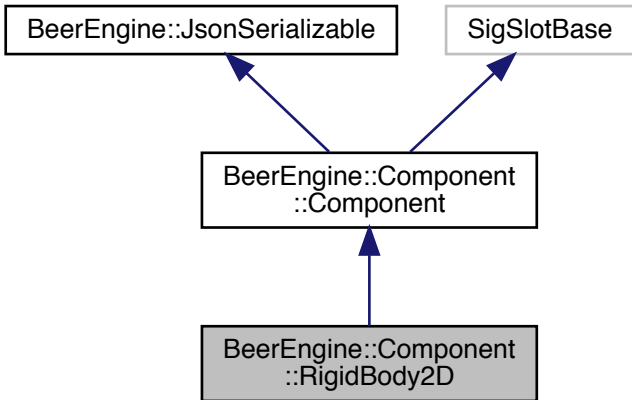 BeerEngine::JsonSerializable
SigSlotBase
BeerEngine::Component
::Component
BeerEngine::Component
::RigidBody2D